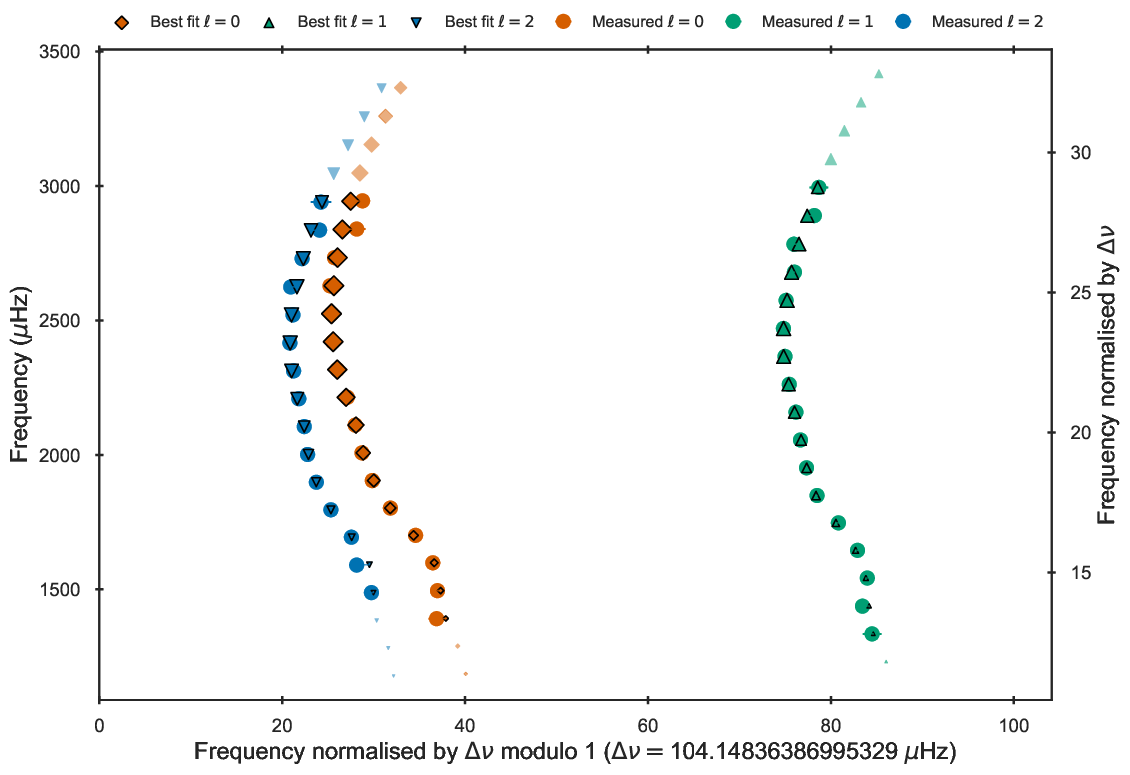 Best fit ℓ = 0 Best fit ℓ = 1 Best fit ℓ = 2 Measured ℓ = 0 Measured ℓ = 1 Measured ℓ = 2
3500
3000
2500
2000
1500
Frequency (μHz)
30
25
20
15
Frequency normalised by Δν
0 20 40 60 80 100
Frequency normalised by Δν modulo 1 (Δν = 104.14836386995329 μHz)